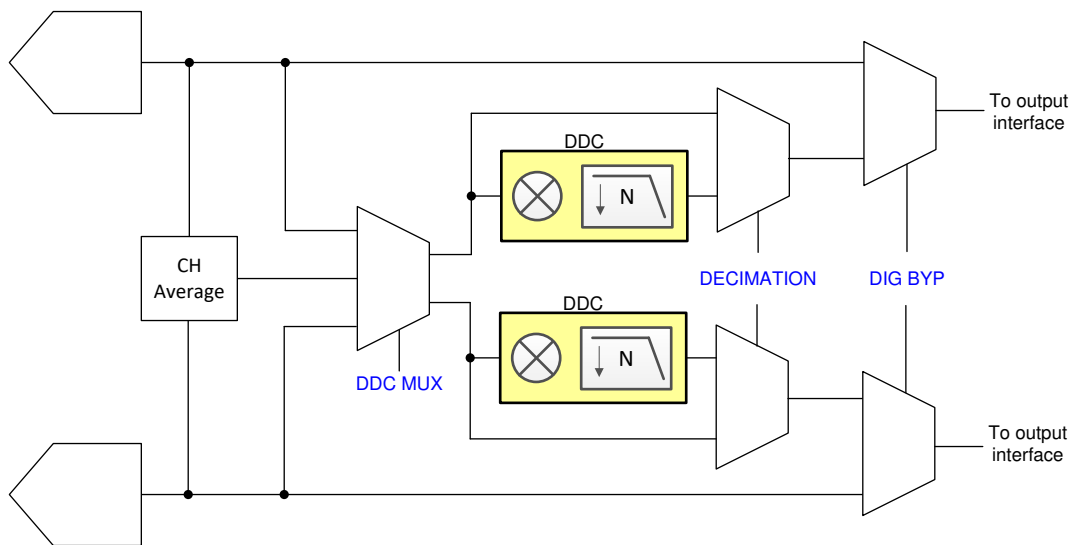 To output
interface
DDC
N
CH
Average
DECIMATION
DIG BYP
DDC
N
DDC MUX
To output
interface